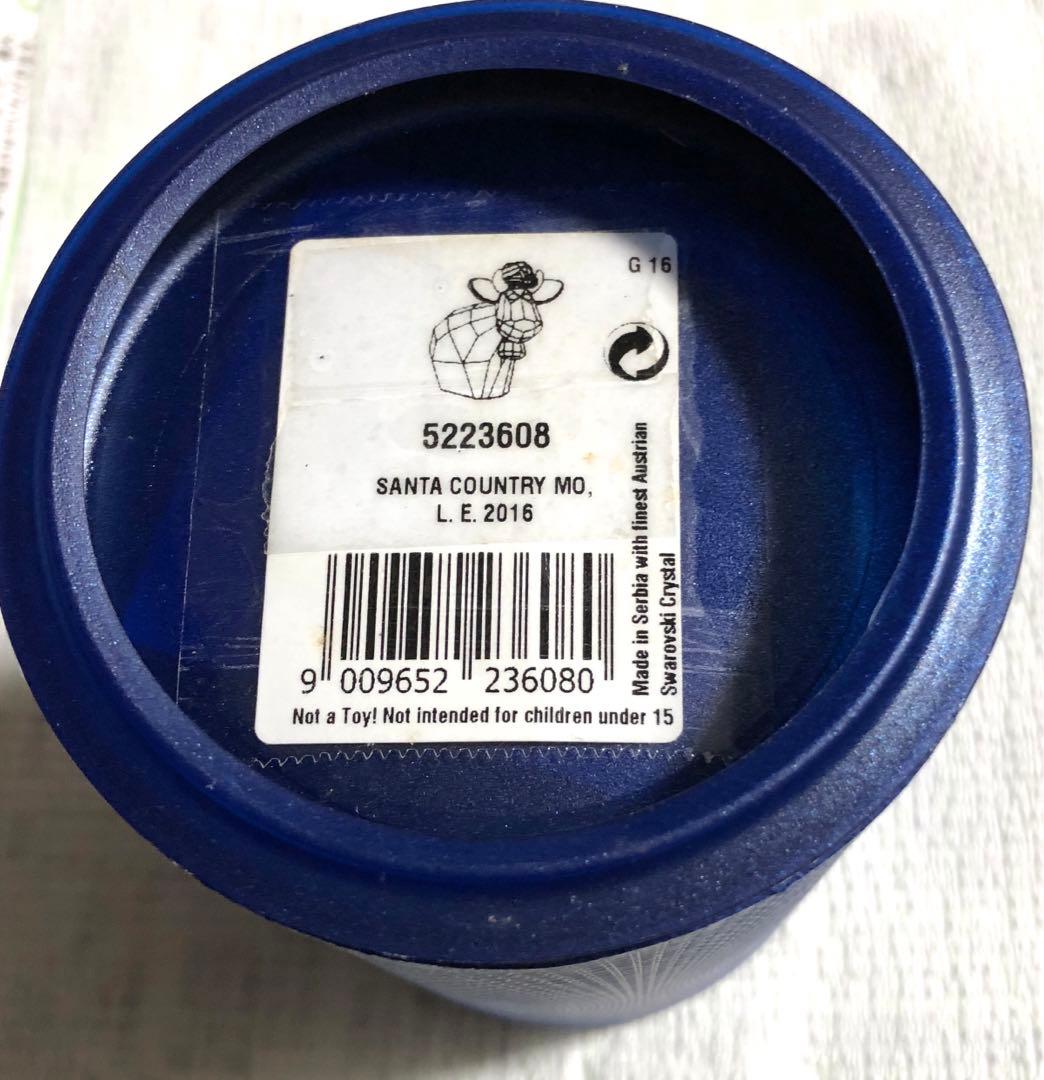 G 16
5223608
SANTA COUNTRY MO,
L. E. 2016
Made in Serbia with finest Austrian
Swarovski Crystal
9 009652 236080
Not a Toy! Not intended for children under 15